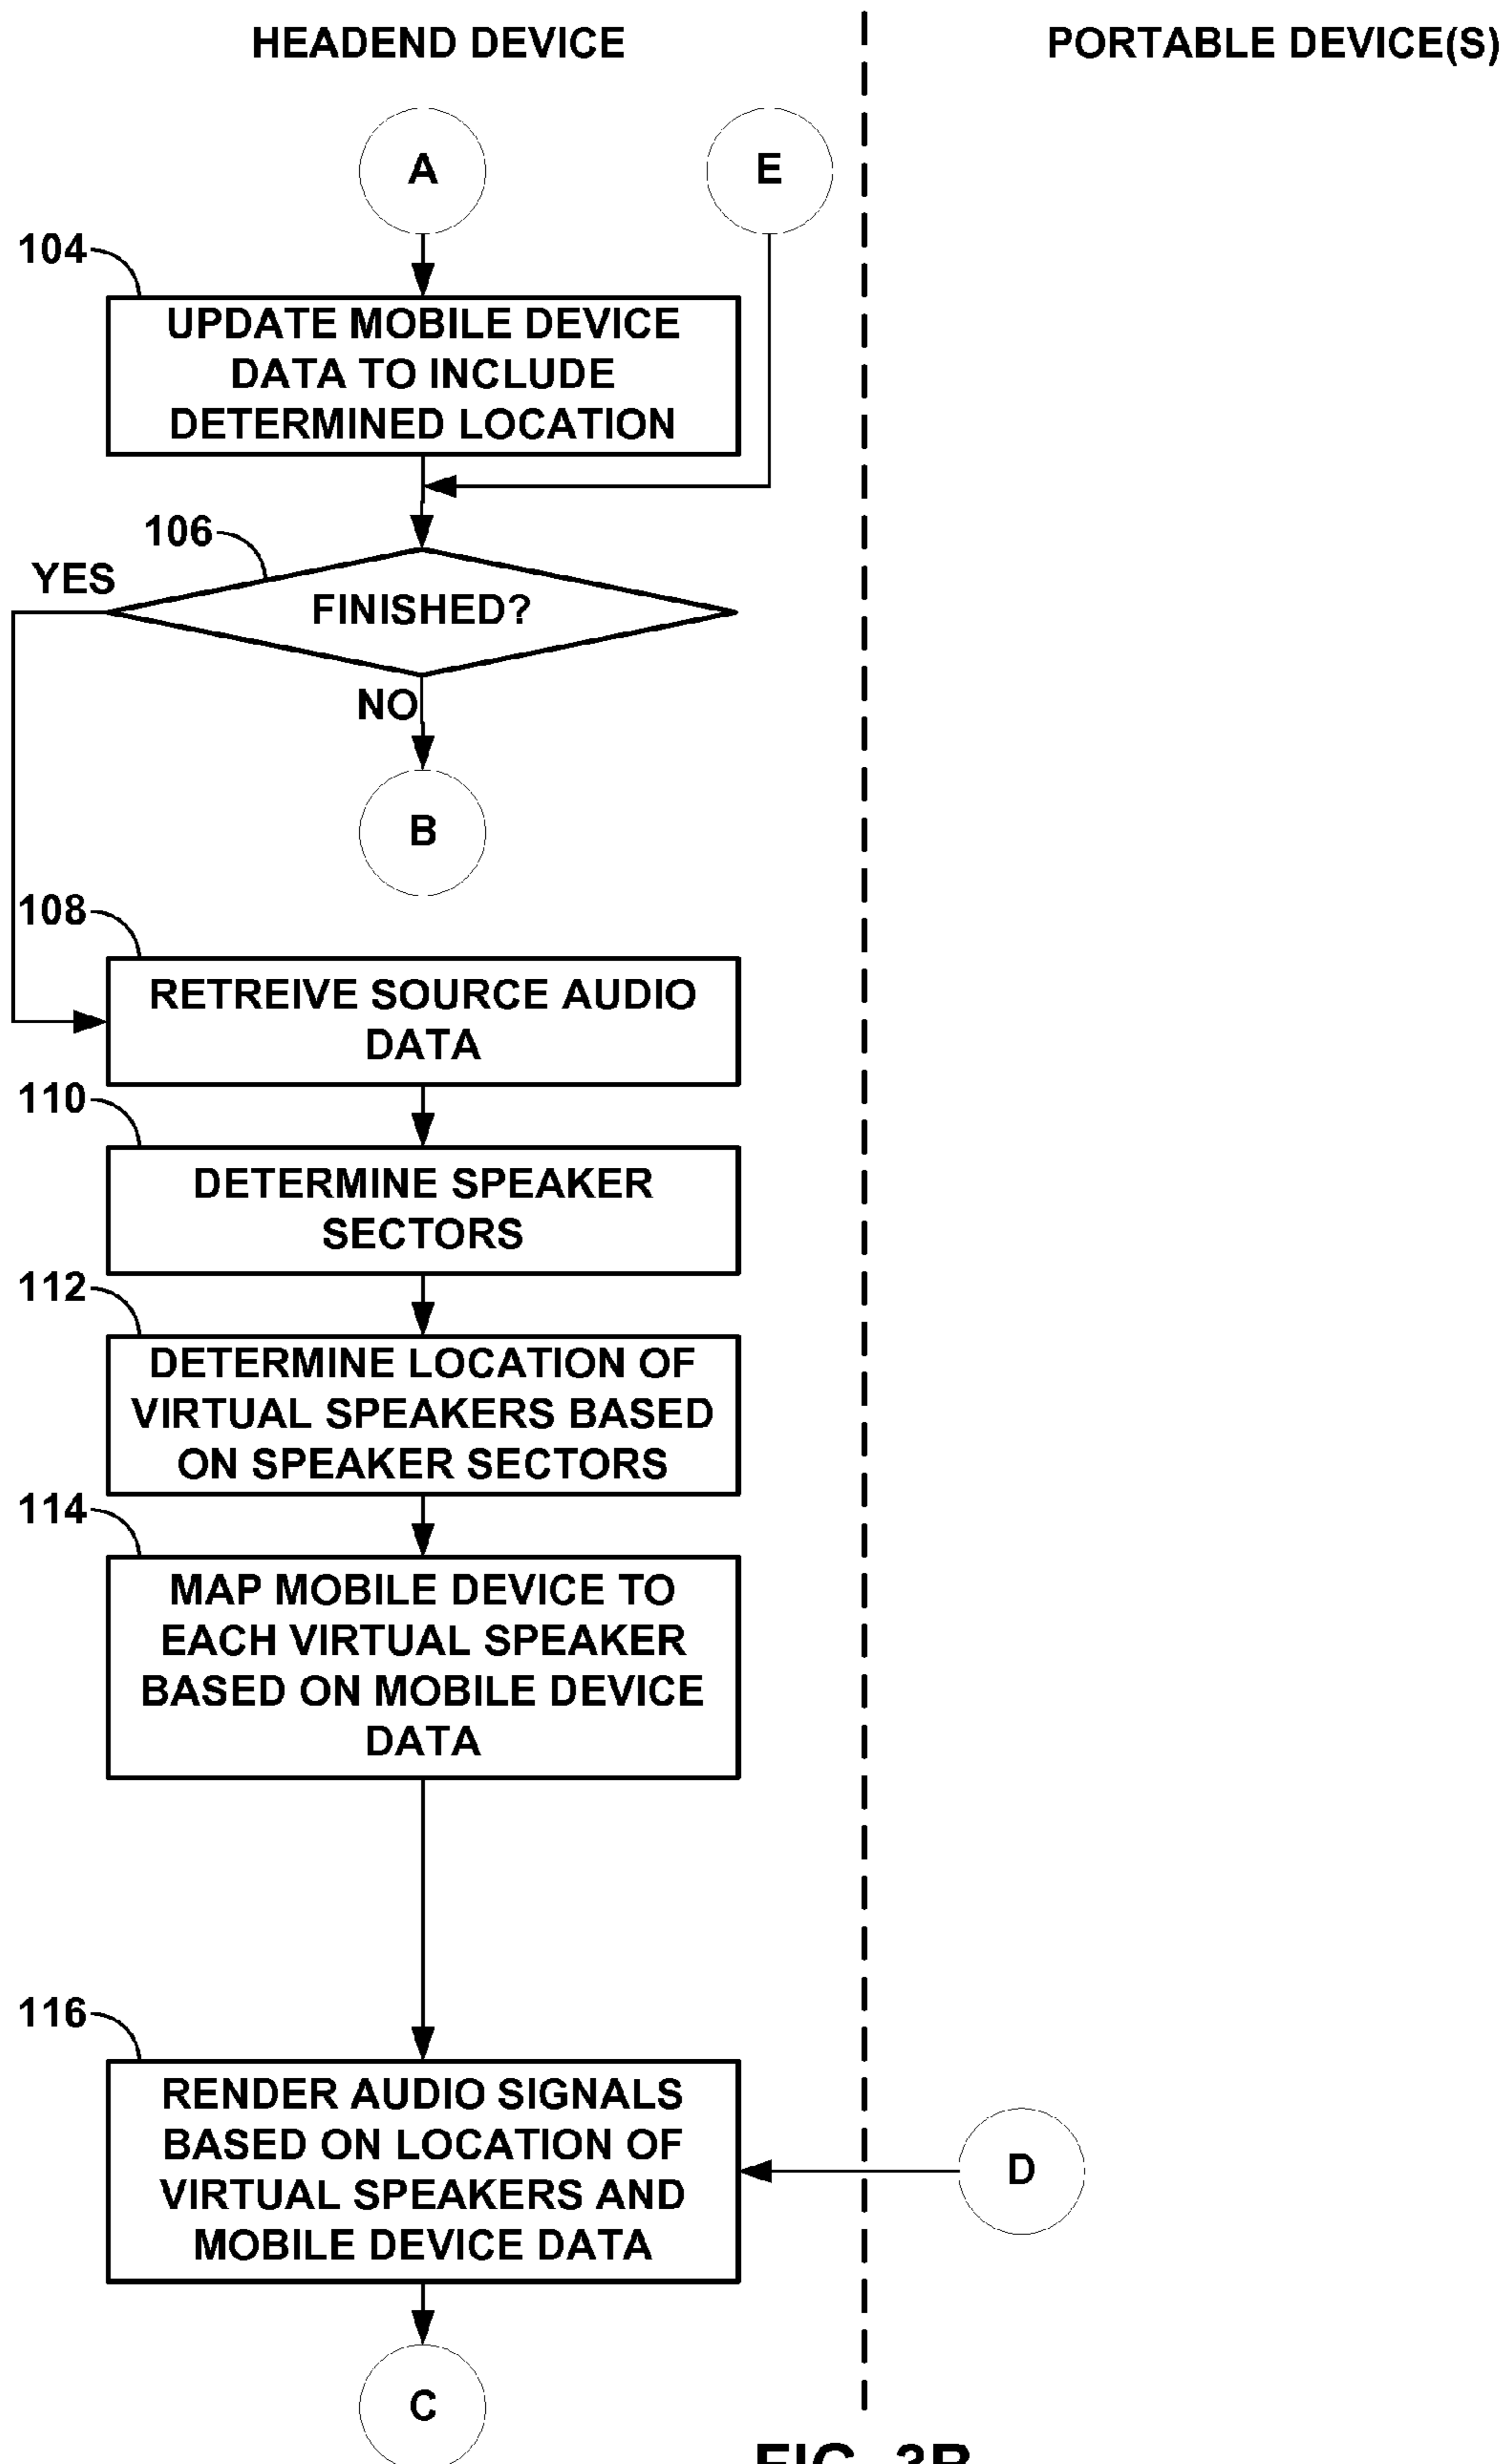 HEADEND DEVICE
PORTABLE DEVICE(S)
A
E
104
UPDATE MOBILE DEVICE
DATA TO INCLUDE
DETERMINED LOCATION
106
YES
FINISHED?
NO
B
108
RETREIVE SOURCE AUDIO
DATA
110
DETERMINE SPEAKER
SECTORS
112
DETERMINE LOCATION OF
VIRTUAL SPEAKERS BASED
ON SPEAKER SECTORS
114
MAP MOBILE DEVICE TO
EACH VIRTUAL SPEAKER
BASED ON MOBILE DEVICE
DATA
116
RENDER AUDIO SIGNALS
BASED ON LOCATION OF
VIRTUAL SPEAKERS AND
MOBILE DEVICE DATA
D
C
FIG. 3B